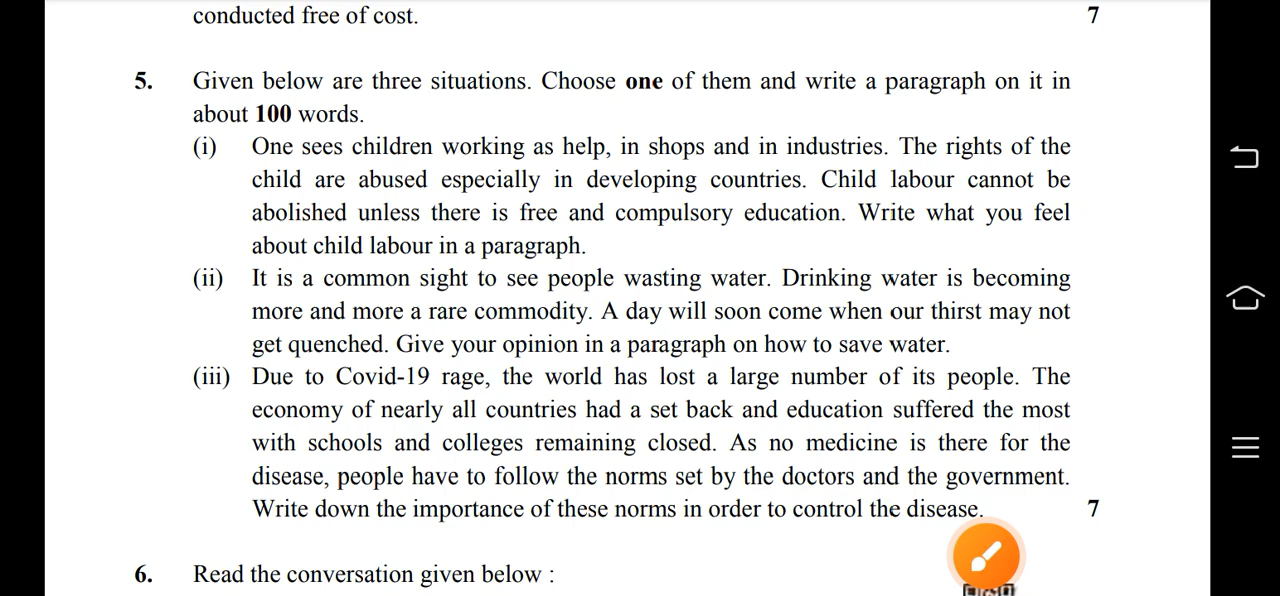 conducted free of cost. 7
5. Given below are three situations. Choose one of them and write a paragraph on it in
about 100 words.
(i) One sees children working as help, in shops and in industries. The rights of the
child are abused especially in developing countries. Child labour cannot be
abolished unless there is free and compulsory education. Write what you feel
about child labour in a paragraph.
(ii) It is a common sight to see people wasting water. Drinking water is becoming
more and more a rare commodity. A day will soon come when our thirst may not
get quenched. Give your opinion in a paragraph on how to save water.
(iii) Due to Covid-19 rage, the world has lost a large number of its people. The
economy of nearly all countries had a set back and education suffered the most
with schools and colleges remaining closed. As no medicine is there for the
disease, people have to follow the norms set by the doctors and the government.
Write down the importance of these norms in order to control the disease. 7
6. Read the conversation given below :